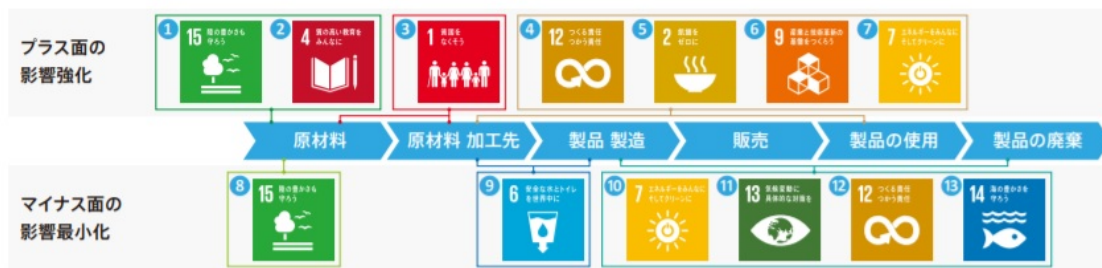 プラス面の
影響強化
1
15 陸の豊かさも
守ろう
2
4 質の高い教育を
みんなに
3
1 貧困を
なくそう
4
12 つくる責任
つかう責任
5
2 飢餓を
ゼロに
6
9 産業と技術革新の
基盤をつくろう
7
7 エネルギーをみんなに
そしてクリーンに
原材料
原材料 加工先
製品 製造
販売
製品の使用
製品の廃棄
マイナス面の
影響最小化
8
15 陸の豊かさも
守ろう
9
6 安全な水とトイレ
を世界中に
10
7 エネルギーをみんなに
そしてクリーンに
11
13 気候変動に
具体的な対策を
12
12 つくる責任
つかう責任
13
14 海の豊かさを
守ろう